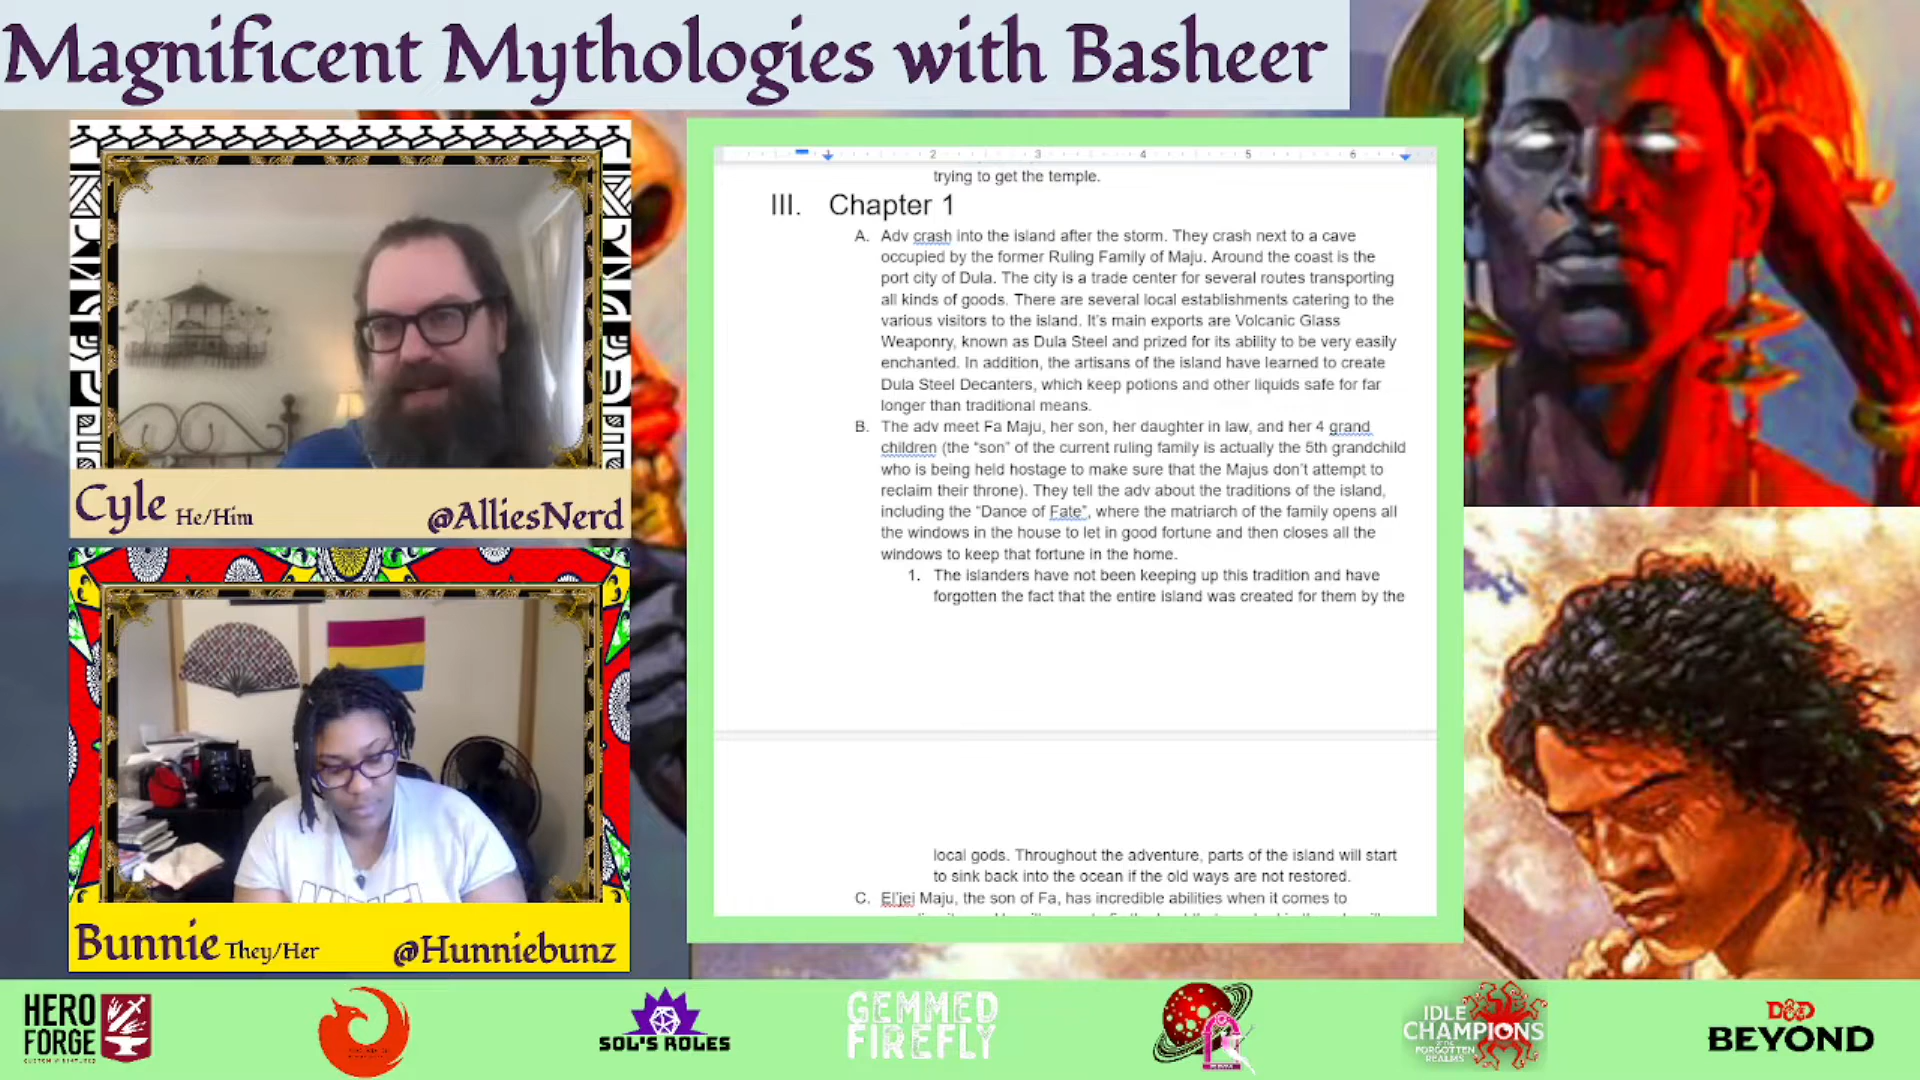 Magnificent Mythologies with Basheer
Cyle He/Him @AlliesNerd
Bunnie They/Her @Hunniebunz
1 2 3 4 5 6
trying to get the temple.
III. Chapter 1
A. Adv crash into the island after the storm. They crash next to a cave
occupied by the former Ruling Family of Maju. Around the coast is the
port city of Dula. The city is a trade center for several routes transporting
all kinds of goods. There are several local establishments catering to the
various visitors to the island. It's main exports are Volcanic Glass
Weaponry, known as Dula Steel and prized for its ability to be very easily
enchanted. In addition, the artisans of the island have learned to create
Dula Steel Decanters, which keep potions and other liquids safe for far
longer than traditional means.
B. The adv meet Fa Maju, her son, her daughter in law, and her 4 grand
children (the “son” of the current ruling family is actually the 5th grandchild
who is being held hostage to make sure that the Majus don't attempt to
reclaim their throne). They tell the adv about the traditions of the island,
including the “Dance of Fate”, where the matriarch of the family opens all
the windows in the house to let in good fortune and then closes all the
windows to keep that fortune in the home.
1. The islanders have not been keeping up this tradition and have
forgotten the fact that the entire island was created for them by the
local gods. Throughout the adventure, parts of the island will start
to sink back into the ocean if the old ways are not restored.
C. El'jei Maju, the son of Fa, has incredible abilities when it comes to
HERO
FORGE
SOL'S ROLES
GEMMED
FIREFLY
IDLE
CHAMPIONS
OF THE
FORGOTTEN
REALMS
D&D
BEYOND